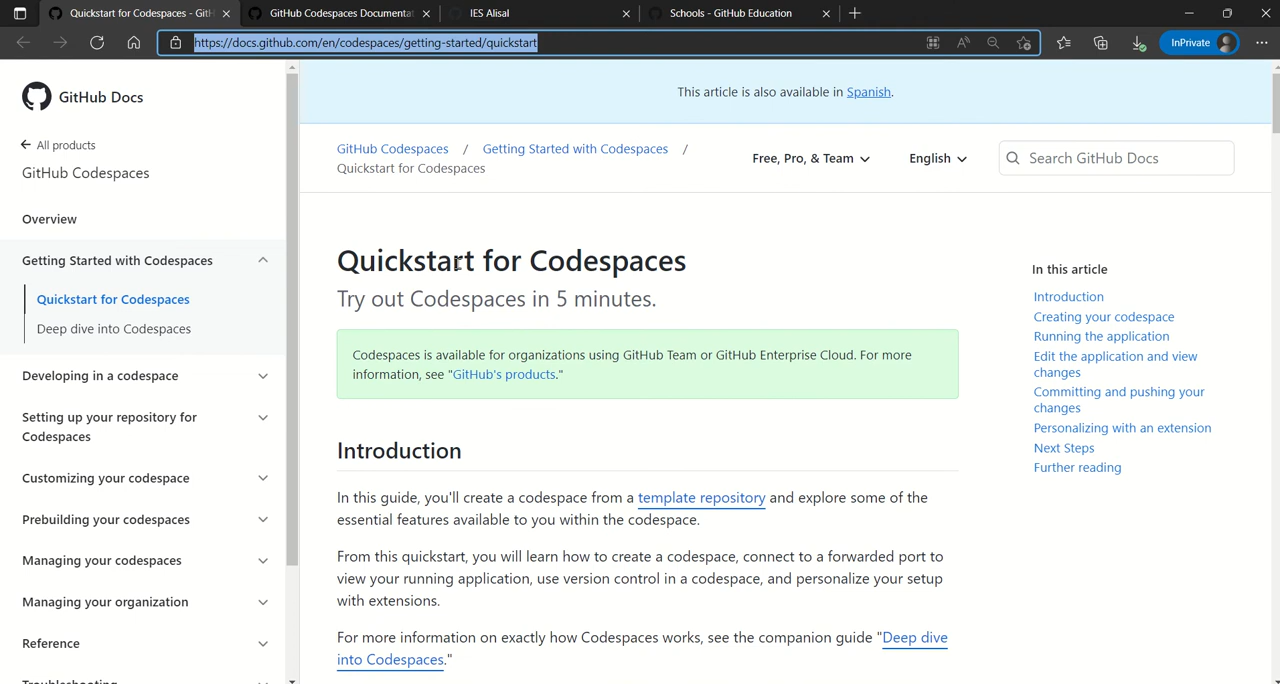 Quickstart for Codespaces - GitH
GitHub Codespaces Documentat
IES Alisal
Schools - GitHub Education
https://docs.github.com/en/codespaces/getting-started/quickstart
InPrivate
GitHub Docs
All products
GitHub Codespaces
Overview
Getting Started with Codespaces
Quickstart for Codespaces
Deep dive into Codespaces
Developing in a codespace
Setting up your repository for
Codespaces
Customizing your codespace
Prebuilding your codespaces
Managing your codespaces
Managing your organization
Reference
Troubleshooting
This article is also available in Spanish.
GitHub Codespaces / Getting Started with Codespaces /
Quickstart for Codespaces
Free, Pro, & Team
English
Search GitHub Docs
Quickstart for Codespaces
Try out Codespaces in 5 minutes.
Codespaces is available for organizations using GitHub Team or GitHub Enterprise Cloud. For more
information, see "GitHub's products."
Introduction
In this guide, you'll create a codespace from a template repository and explore some of the
essential features available to you within the codespace.
From this quickstart, you will learn how to create a codespace, connect to a forwarded port to
view your running application, use version control in a codespace, and personalize your setup
with extensions.
For more information on exactly how Codespaces works, see the companion guide "Deep dive
into Codespaces."
In this article
Introduction
Creating your codespace
Running the application
Edit the application and view
changes
Committing and pushing your
changes
Personalizing with an extension
Next Steps
Further reading